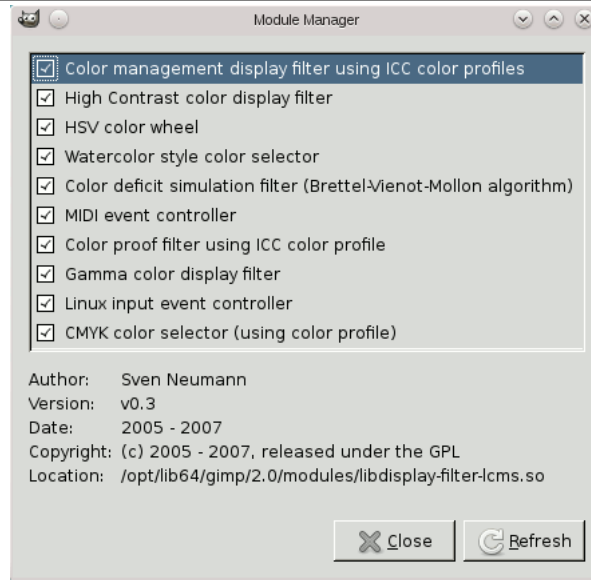 Module Manager
Color management display filter using ICC color profiles
High Contrast color display filter
HSV color wheel
Watercolor style color selector
Color deficit simulation filter (Brettel-Vienot-Mollon algorithm)
MIDI event controller
Color proof filter using ICC color profile
Gamma color display filter
Linux input event controller
CMYK color selector (using color profile)
Author: Sven Neumann
Version: v0.3
Date: 2005 - 2007
Copyright: (c) 2005 - 2007, released under the GPL
Location: /opt/lib64/gimp/2.0/modules/libdisplay-filter-lcms.so
Close Refresh